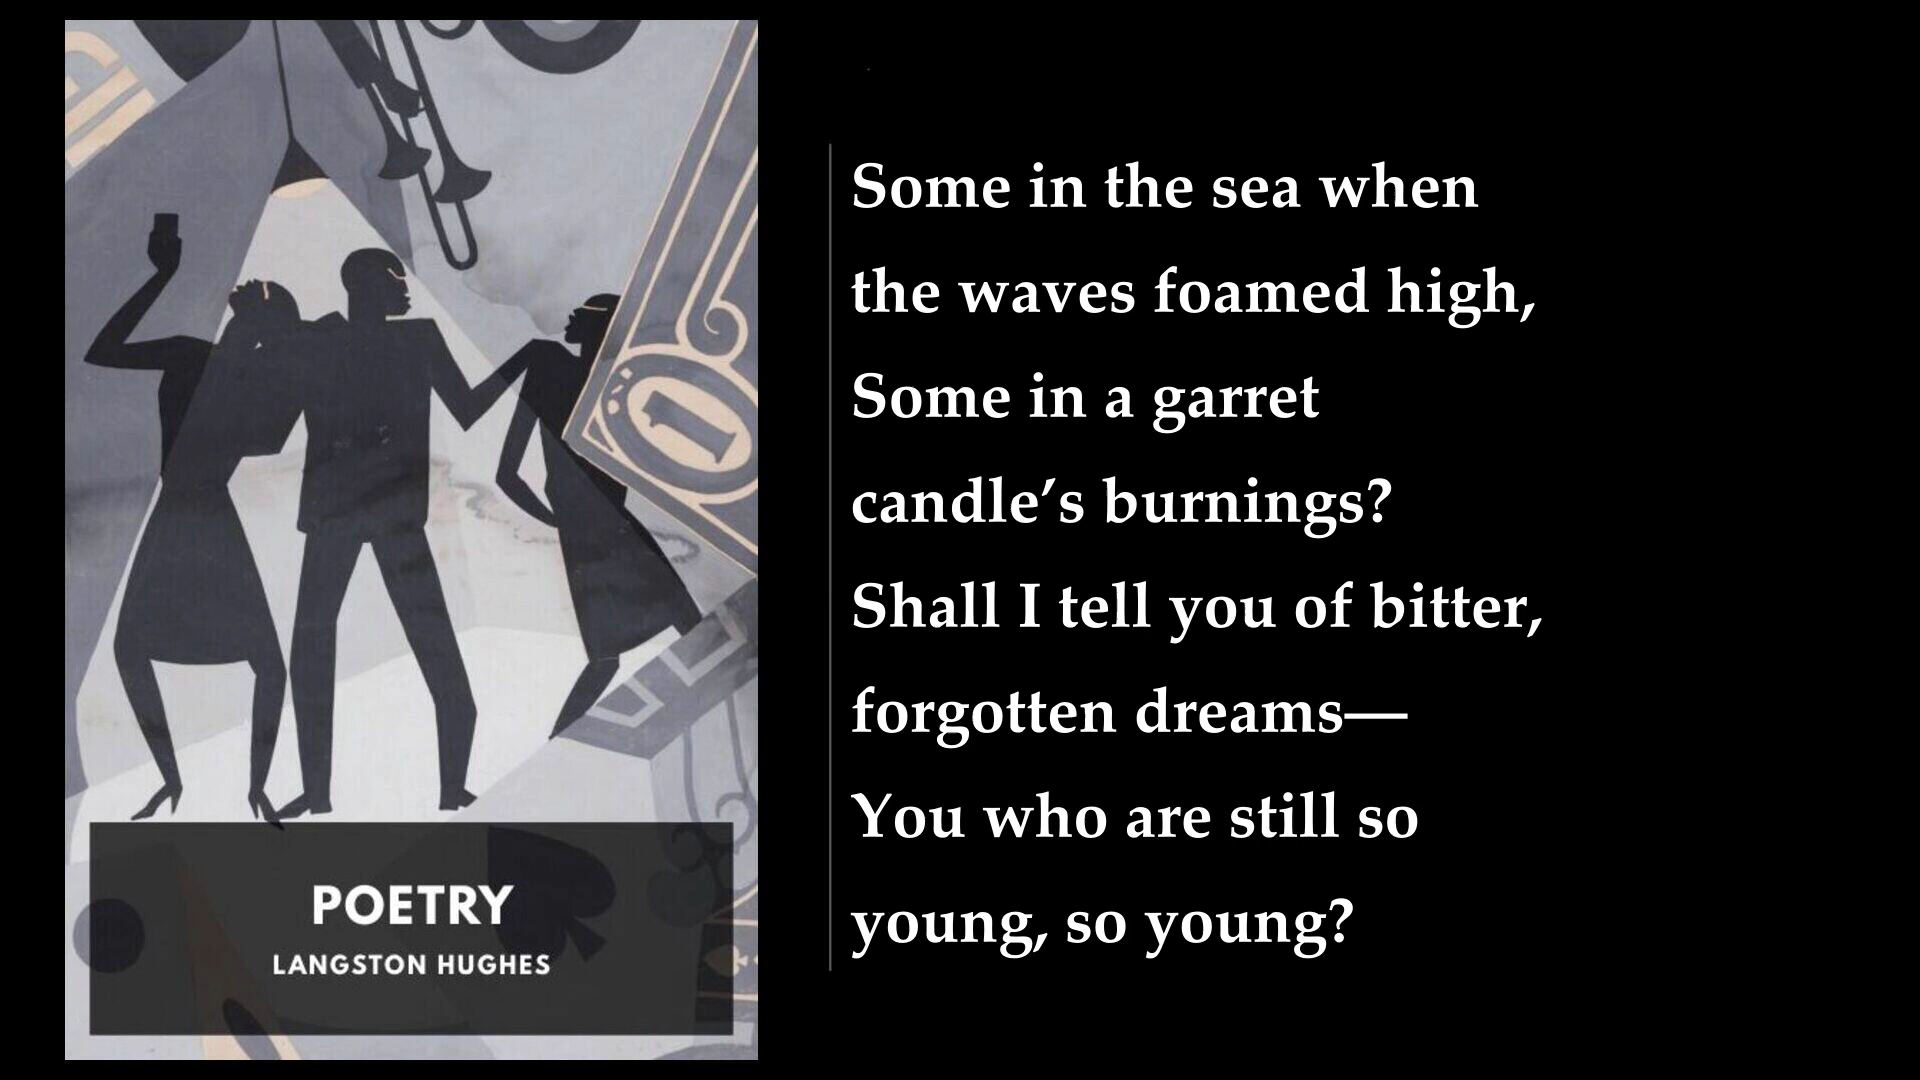 POETRY
LANGSTON HUGHES
Some in the sea when
the waves foamed high,
Some in a garret
candle’s burnings?
Shall I tell you of bitter,
forgotten dreams—
You who are still so
young, so young?